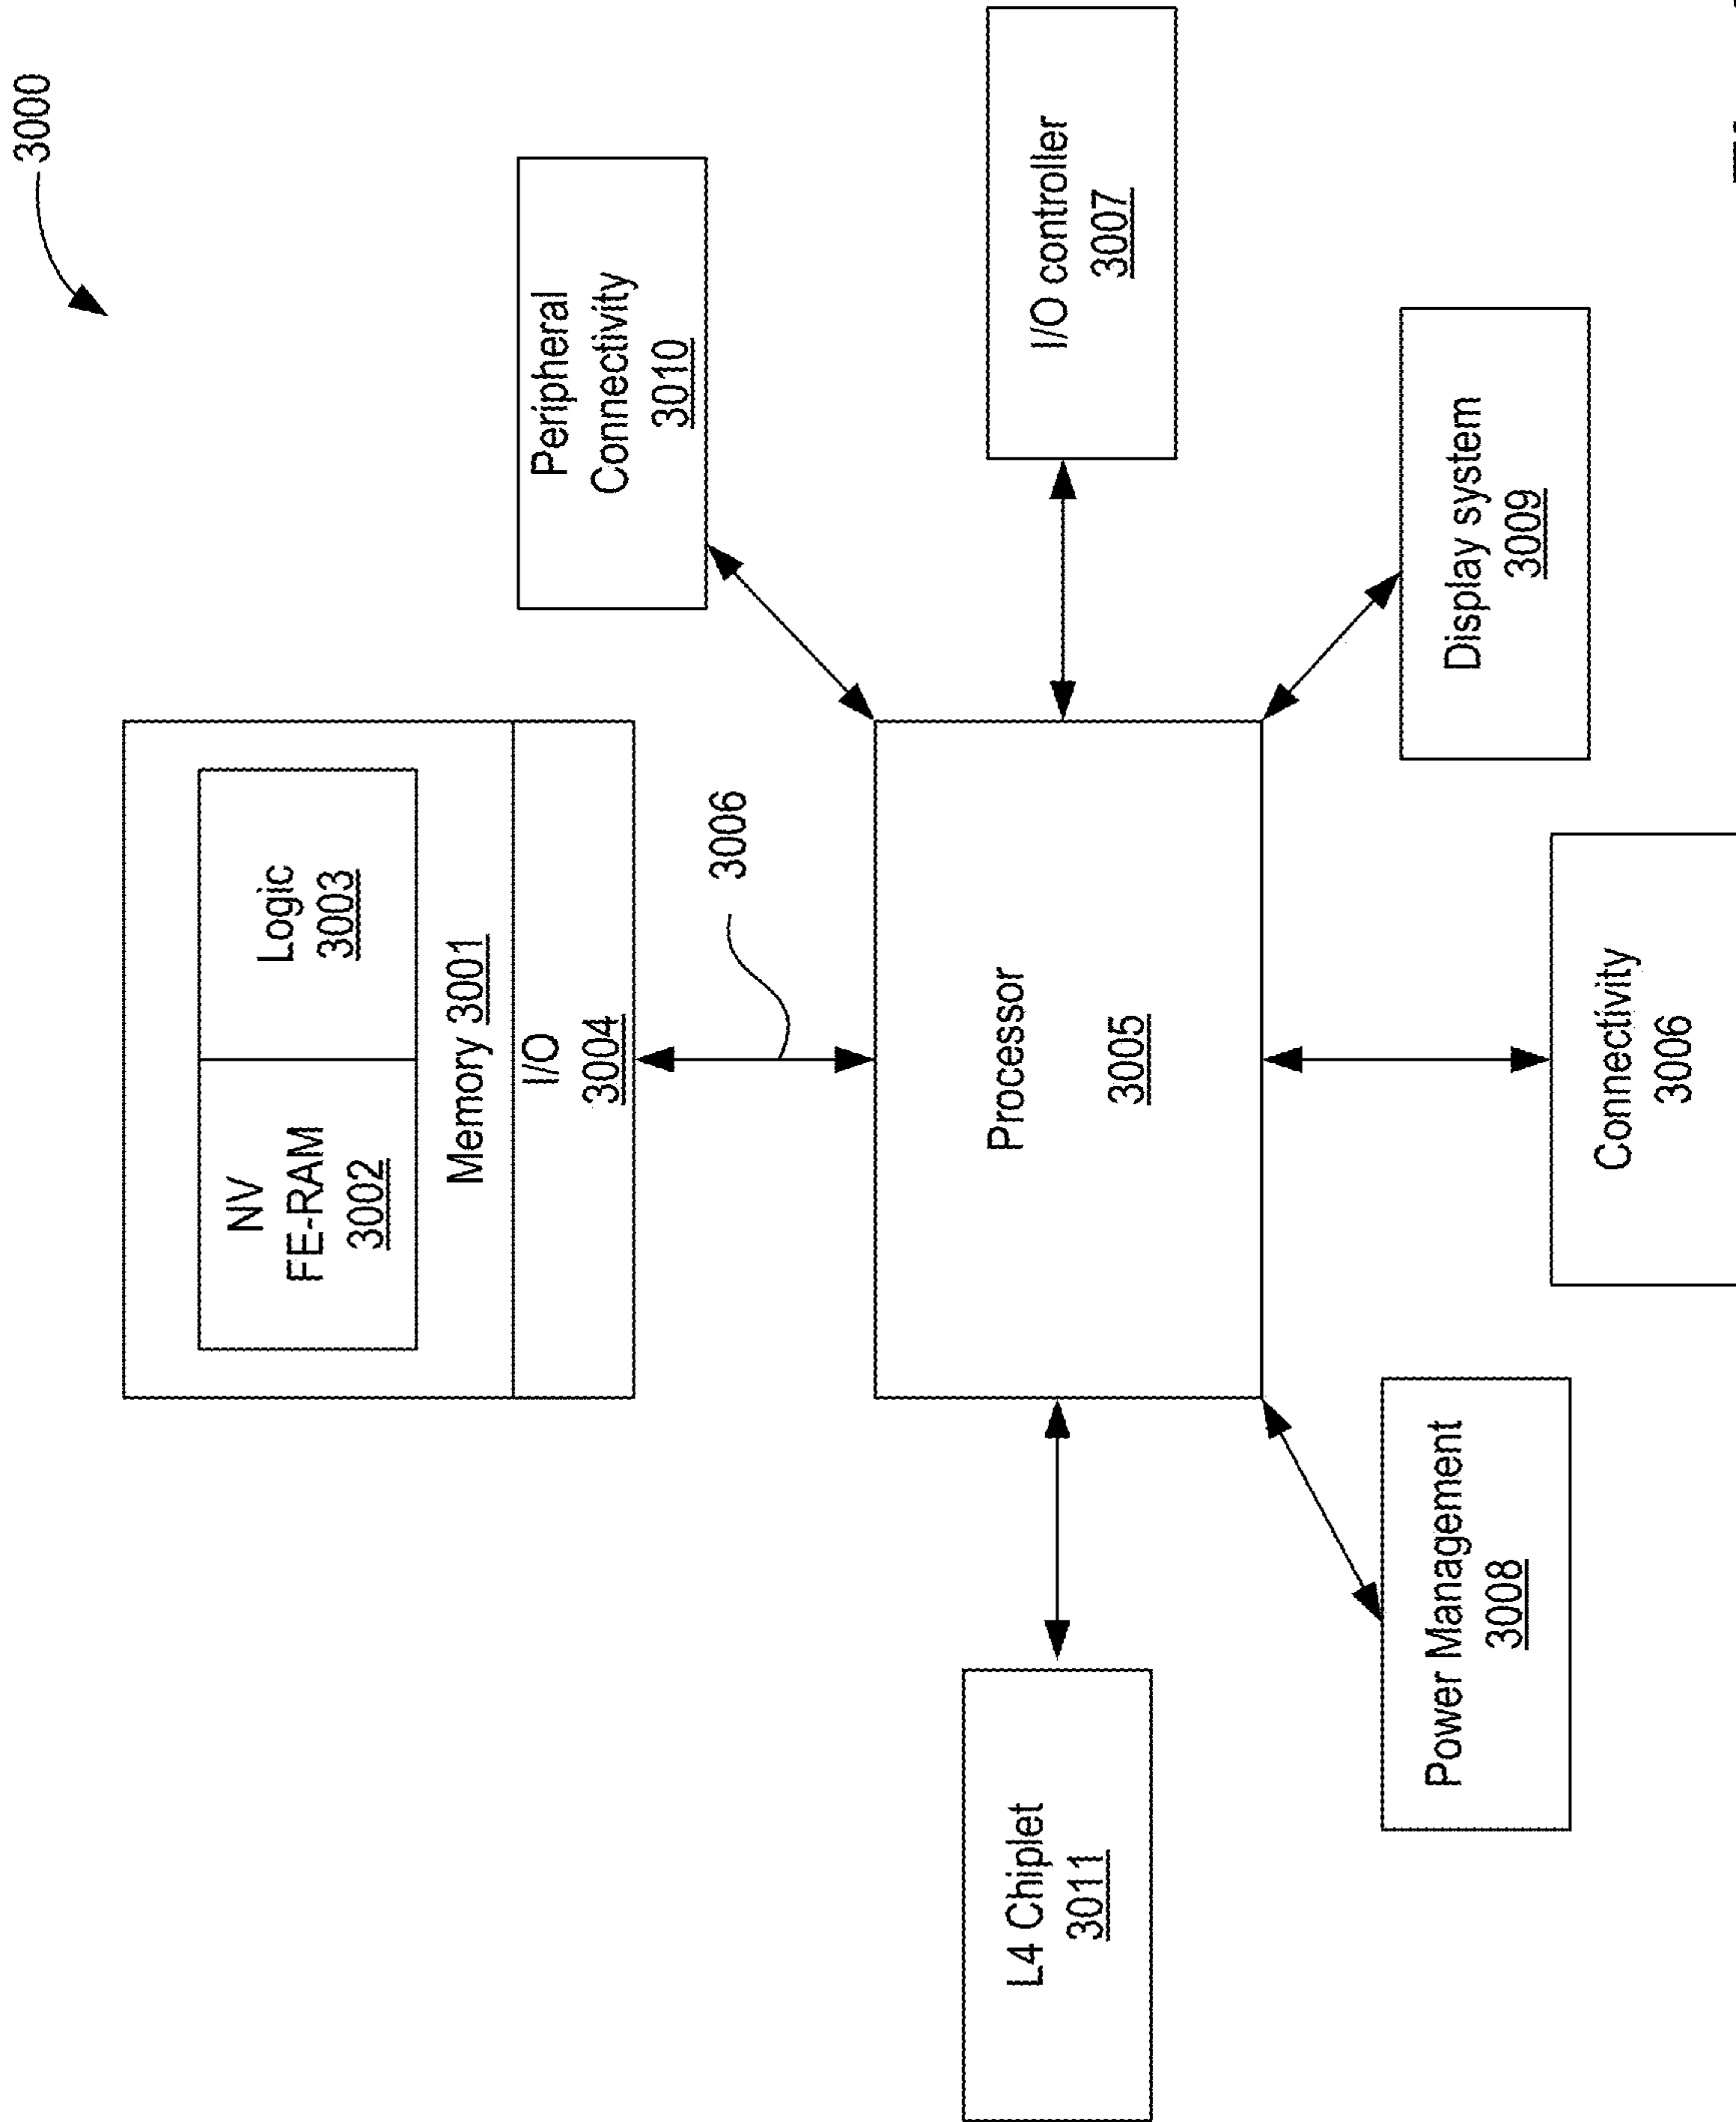 3000
NV
FE-RAM
3002
Logic
3003
Memory 3001
I/O
3004
3006
Peripheral
Connectivity
3010
Processor
3005
L4 Chiplet
3011
I/O controller
3007
Power Management
3008
Connectivity
3006
Display system
3009